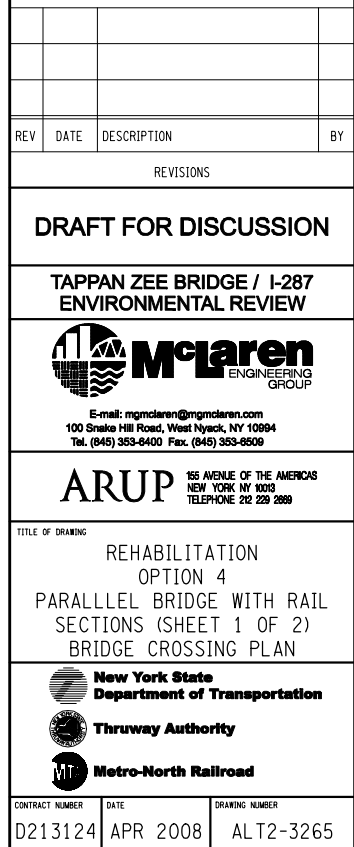 REV DATE DESCRIPTION BY
REVISIONS
DRAFT FOR DISCUSSION
TAPPAN ZEE BRIDGE / I-287
ENVIRONMENTAL REVIEW
McLaren
ENGINEERING
GROUP
E-mail: mgmclaren@mgmclaren.com
100 Snake Hill Road, West Nyack, NY 10994
Tel. (845) 353-6400 Fax. (845) 353-6509
ARUP
155 AVENUE OF THE AMERICAS
NEW YORK NY 10013
TELEPHONE 212 229 2669
TITLE OF DRAWING
REHABILITATION
OPTION 4
PARALLLEL BRIDGE WITH RAIL
SECTIONS (SHEET 1 OF 2)
BRIDGE CROSSING PLAN
New York State
Department of Transportation
Thruway Authority
MTA
Metro-North Railroad
CONTRACT NUMBER DATE DRAWING NUMBER
D213124 APR 2008 ALT2-3265